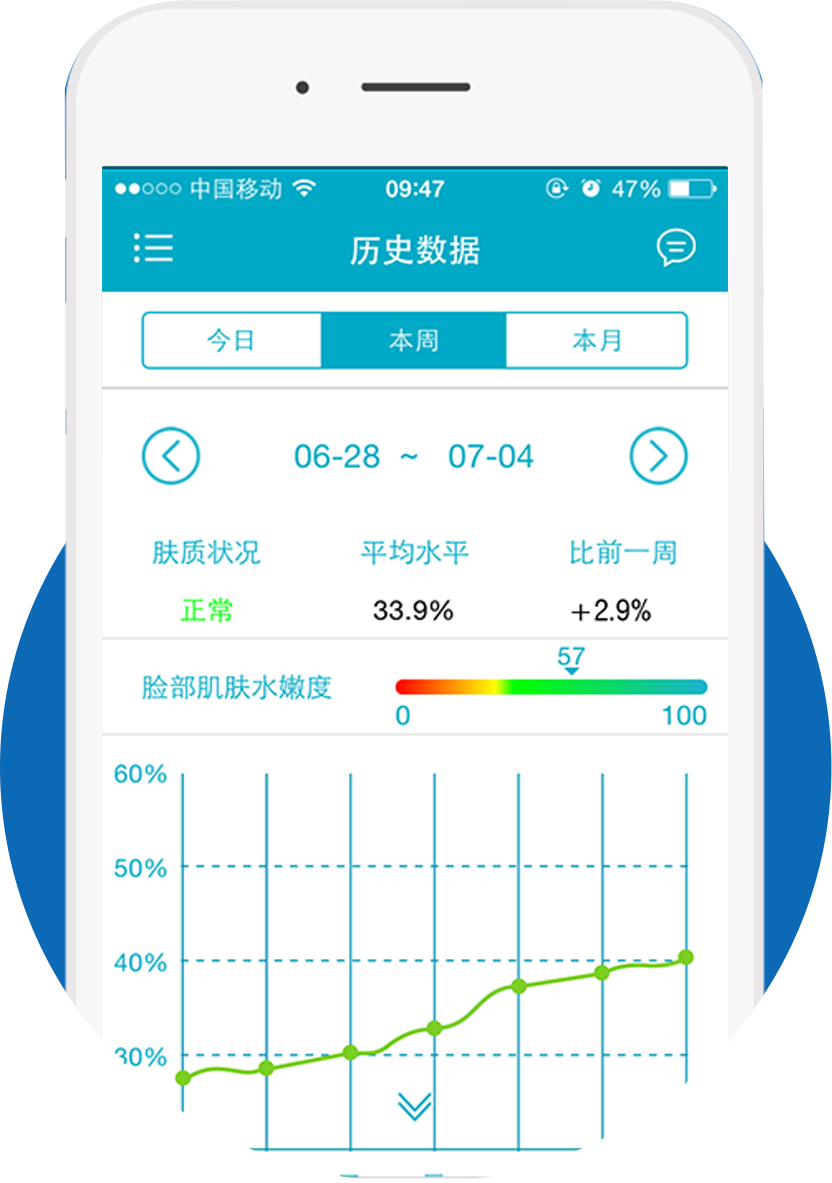 中国移动 09:47 47%
历史数据
今日 本周 本月
06-28 ~ 07-04
肤质状况 平均水平 比前一周
正常 33.9% +2.9%
57
脸部肌肤水嫩度
0 100
60%
50%
40%
30%